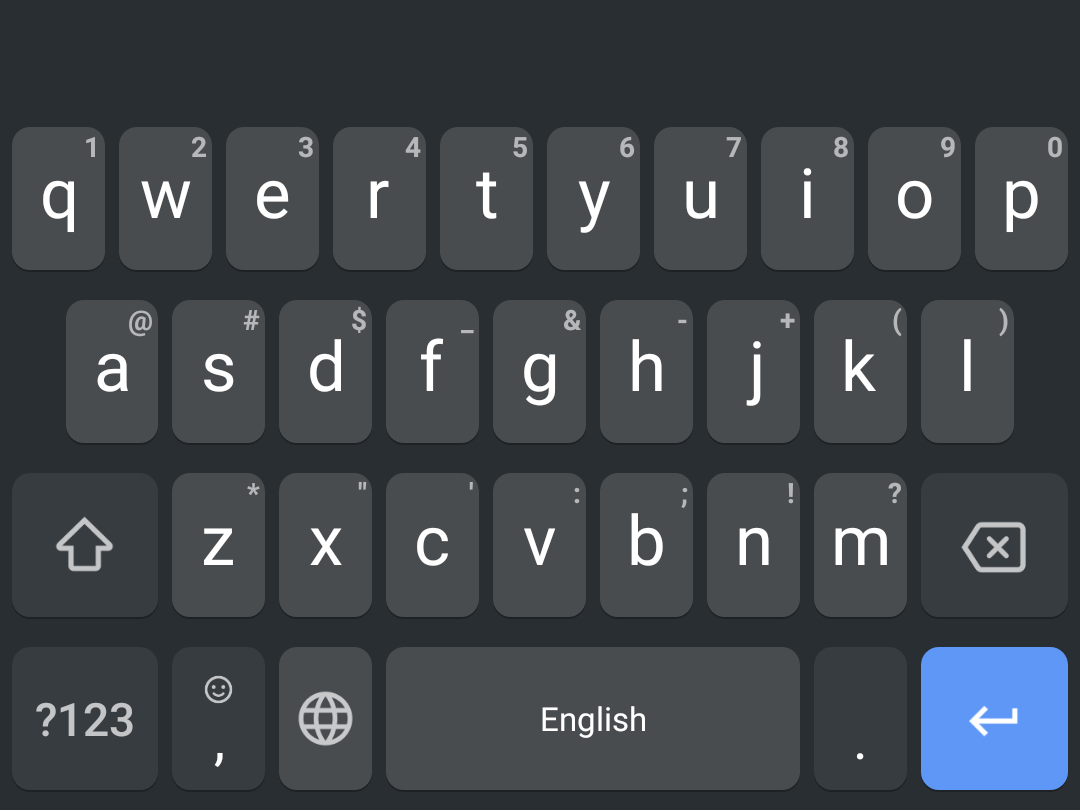 1 2 3 4 5 6 7 8 9 0
q w e r t y u i o p
@ # $ _ & - + ( )
a s d f g h j k l
* " ' : ; ! ?
z x c v b n m
?123 , English .